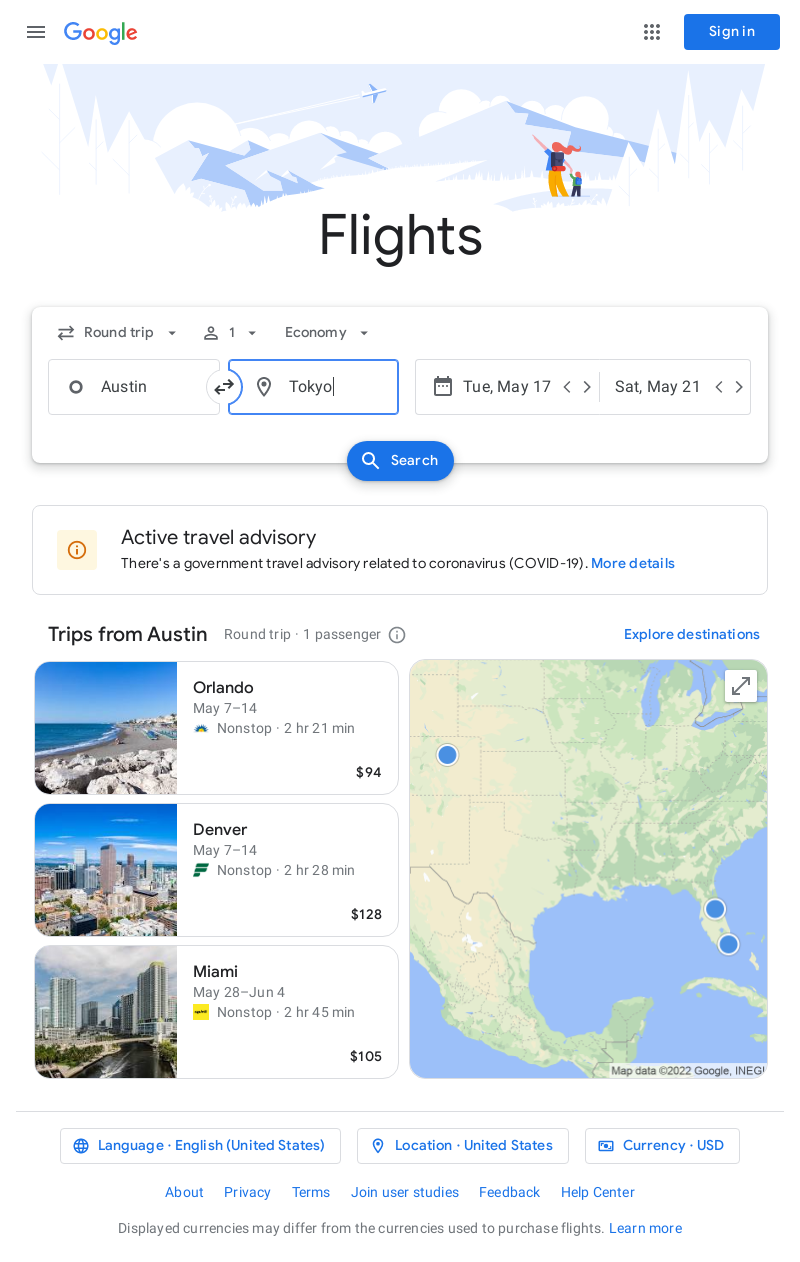 Google
Sign in
Flights
Round trip 1 Economy
Austin Tokyo Tue, May 17 Sat, May 21
Search
Active travel advisory
There's a government travel advisory related to coronavirus (COVID-19). More details
Trips from Austin Round trip · 1 passenger Explore destinations
Orlando
May 7–14
Nonstop · 2 hr 21 min
$94
Denver
May 7–14
Nonstop · 2 hr 28 min
$128
Miami
May 28–Jun 4
Nonstop · 2 hr 45 min
$105
Map data ©2022 Google, INEGI
Language · English (United States) Location · United States Currency · USD
About Privacy Terms Join user studies Feedback Help Center
Displayed currencies may differ from the currencies used to purchase flights. Learn more